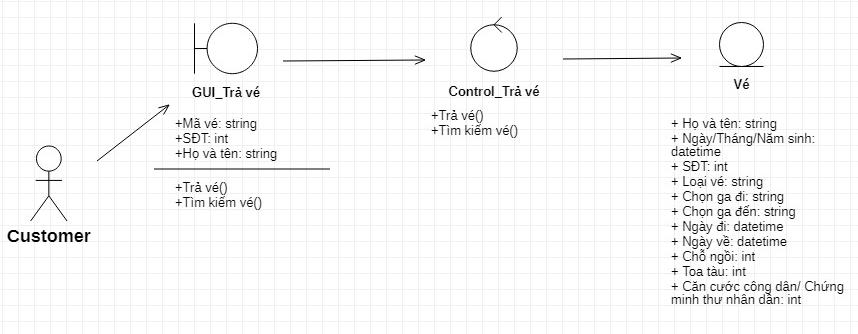 GUI_Trả vé
+Mã vé: string
+SĐT: int
+Họ và tên: string
+Trả vé()
+Tìm kiếm vé()
Customer
Control_Trả vé
+Trả vé()
+Tìm kiếm vé()
Vé
+ Họ và tên: string
+ Ngày/Tháng/Năm sinh:
datetime
+ SĐT: int
+ Loại vé: string
+ Chọn ga đi: string
+ Chọn ga đến: string
+ Ngày đi: datetime
+ Ngày về: datetime
+ Chỗ ngồi: int
+ Toa tàu: int
+ Căn cước công dân/ Chứng
minh thư nhân dân: int